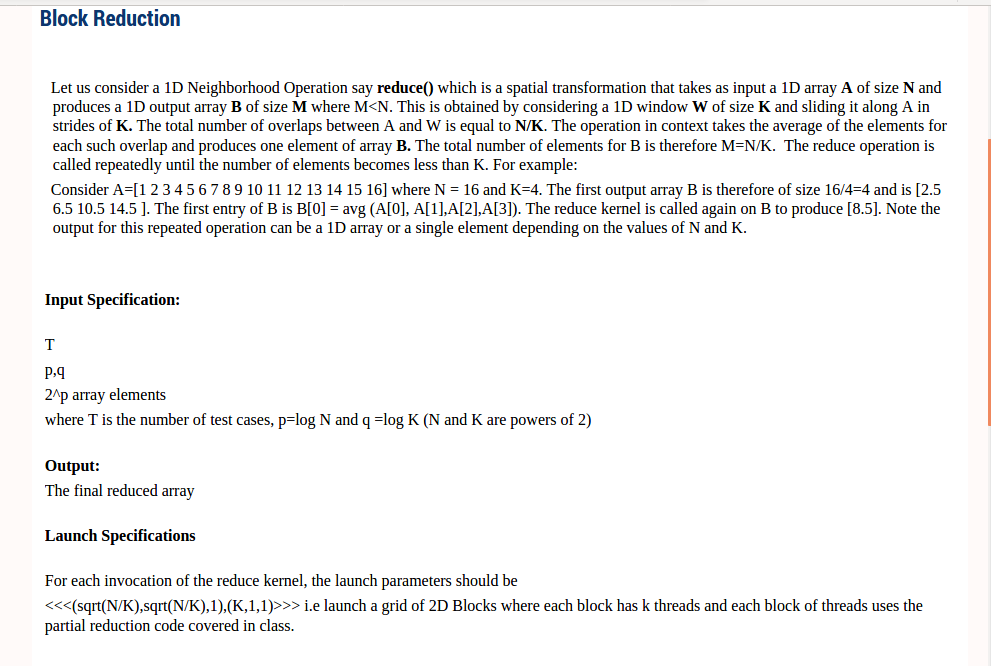 Block Reduction
Let us consider a 1D Neighborhood Operation say reduce() which is a spatial transformation that takes as input a 1D array A of size N and
produces a 1D output array B of size M where M<N. This is obtained by considering a 1D window W of size K and sliding it along A in
strides of K. The total number of overlaps between A and W is equal to N/K. The operation in context takes the average of the elements for
each such overlap and produces one element of array B. The total number of elements for B is therefore M=N/K. The reduce operation is
called repeatedly until the number of elements becomes less than K. For example:
Consider A=[1 2 3 4 5 6 7 8 9 10 11 12 13 14 15 16] where N = 16 and K=4. The first output array B is therefore of size 16/4=4 and is [2.5
6.5 10.5 14.5 ]. The first entry of B is B[0] = avg (A[0], A[1],A[2],A[3]). The reduce kernel is called again on B to produce [8.5]. Note the
output for this repeated operation can be a 1D array or a single element depending on the values of N and K.
Input Specification:
T
p,q
2^p array elements
where T is the number of test cases, p=log N and q =log K (N and K are powers of 2)
Output:
The final reduced array
Launch Specifications
For each invocation of the reduce kernel, the launch parameters should be
<<<(sqrt(N/K),sqrt(N/K),1),(K,1,1)>>> i.e launch a grid of 2D Blocks where each block has k threads and each block of threads uses the
partial reduction code covered in class.